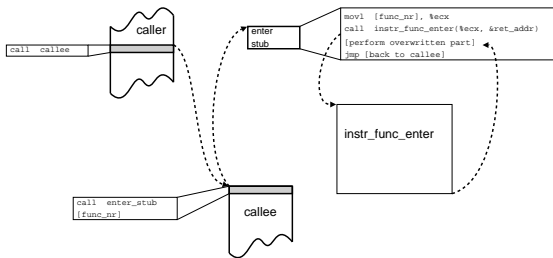 caller
call callee
enter
stub
movl [func_nr], %ecx
call instr_func_enter(%ecx, &ret_addr)
[perform overwritten part]
jmp [back to callee]
instr_func_enter
call enter_stub
[func_nr]
callee